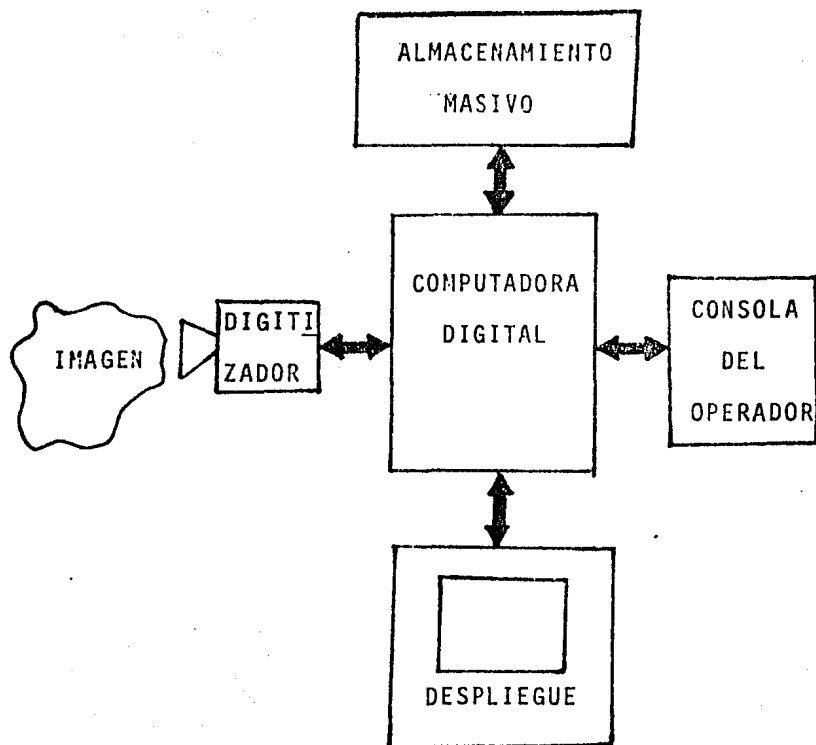 ALMACENAMIENTO
MASIVO
COMPUTADORA
DIGITAL
DIGITI
ZADOR
IMAGEN
CONSOLA
DEL
OPERADOR
DESPLIEGUE